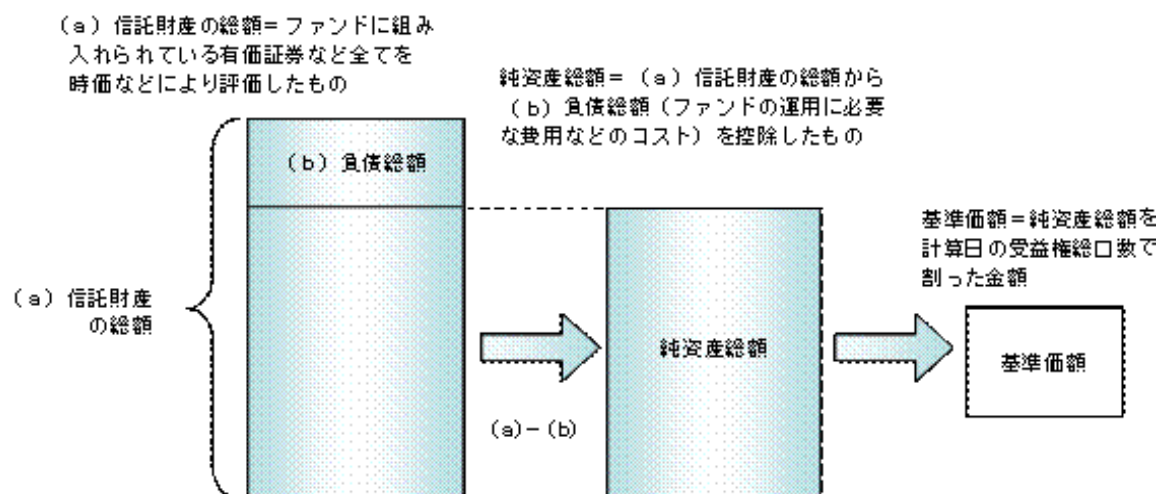 （a）信託財産の総額＝ファンドに組み
入れられている有価証券など全てを
時価などにより評価したもの
純資産総額＝（a）信託財産の総額から
（b）負債総額（ファンドの運用に必要
な費用などのコスト）を控除したもの
（b）負債総額
基準価額＝純資産総額を
計算日の受益権総口数で
割った金額
（a）信託財産
の総額
純資産総額
基準価額
（a）－（b）